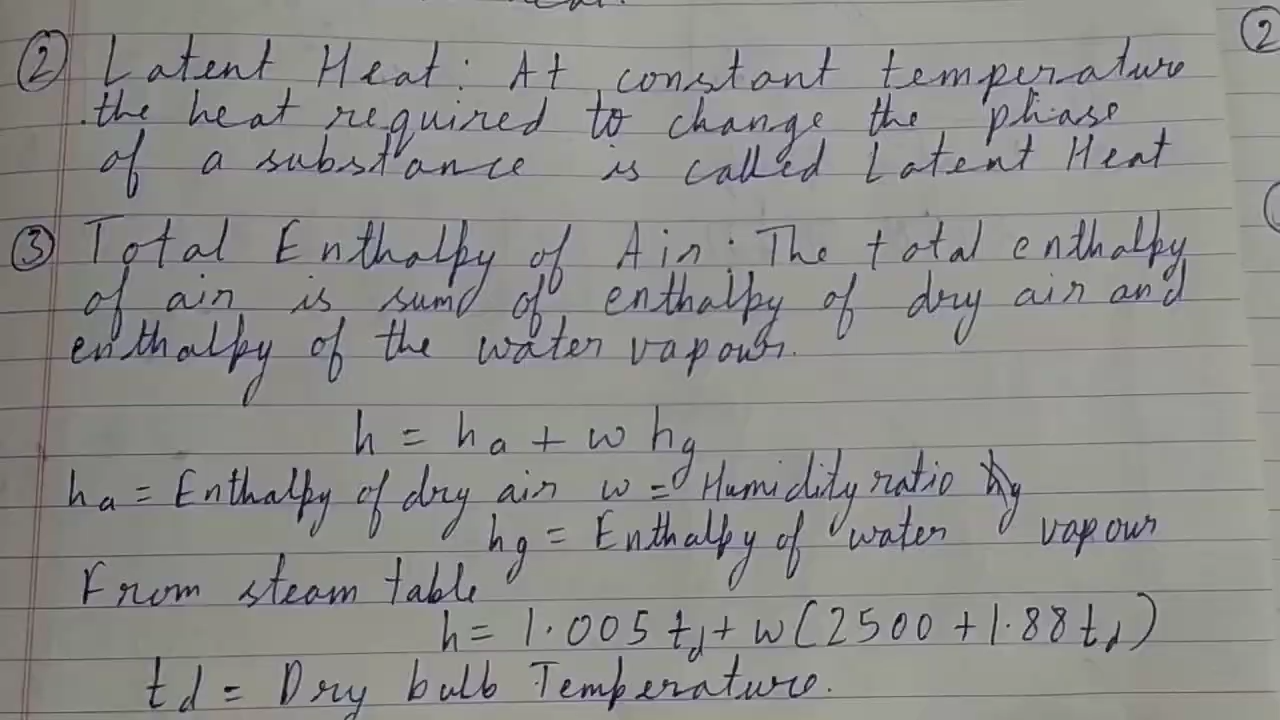 ② Latent Heat: At constant temperature
the heat required to change the phase
of a substance is called Latent Heat
③ Total Enthalpy of Air: The total enthalpy
of air is sum of enthalpy of dry air and
enthalpy of the water vapour.
h = ha + w hg
ha = Enthalpy of dry air w = Humidity ratio
hg = Enthalpy of water vapour
From steam table
h = 1.005 td + w(2500 + 1.88 td)
td = Dry bulb Temperature.
②